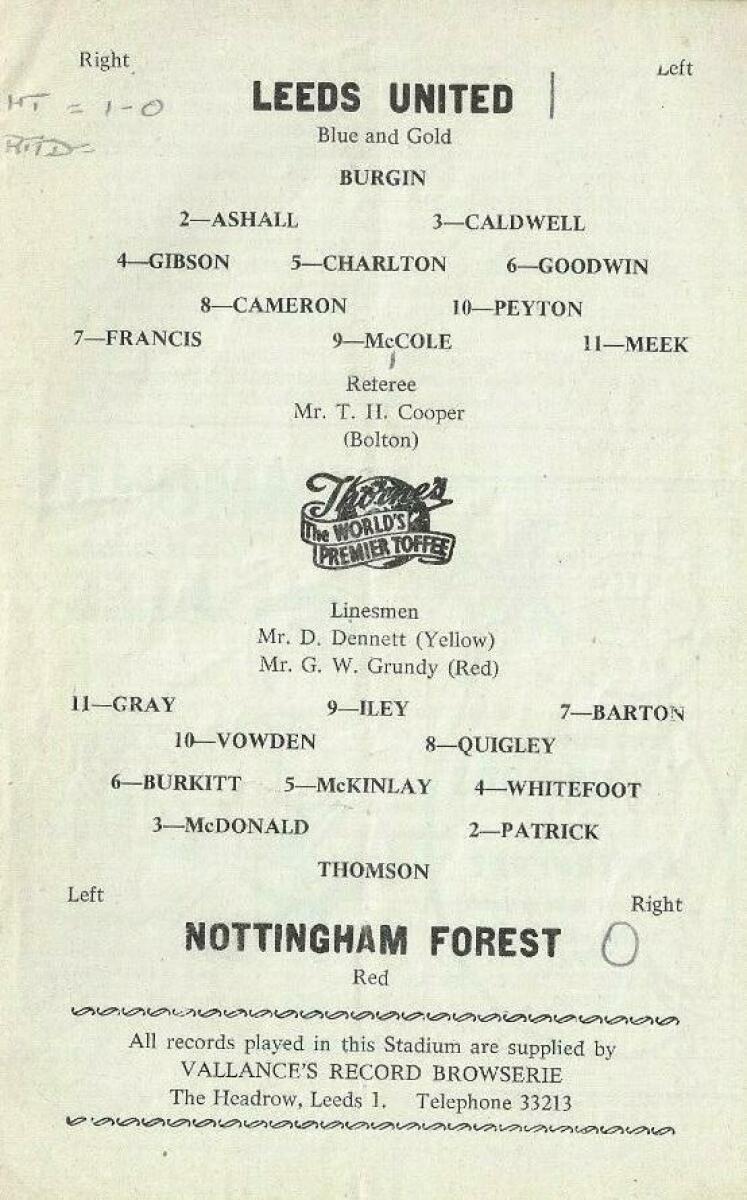 Right Left
LEEDS UNITED 1
HT = 1-0
Blue and Gold
BURGIN
2—ASHALL 3—CALDWELL
4—GIBSON 5—CHARLTON 6—GOODWIN
8—CAMERON 10—PEYTON
7—FRANCIS 9—McCOLE 11—MEEK
Referee
Mr. T. H. Cooper
(Bolton)
Thorne's
The WORLD'S
PREMIER TOFFEE
Linesmen
Mr. D. Dennett (Yellow)
Mr. G. W. Grundy (Red)
11—GRAY 9—ILEY 7—BARTON
10—VOWDEN 8—QUIGLEY
6—BURKITT 5—McKINLAY 4—WHITEFOOT
3—McDONALD 2—PATRICK
THOMSON
Left Right
NOTTINGHAM FOREST 0
Red
All records played in this Stadium are supplied by
VALLANCE'S RECORD BROWSERIE
The Headrow, Leeds 1. Telephone 33213